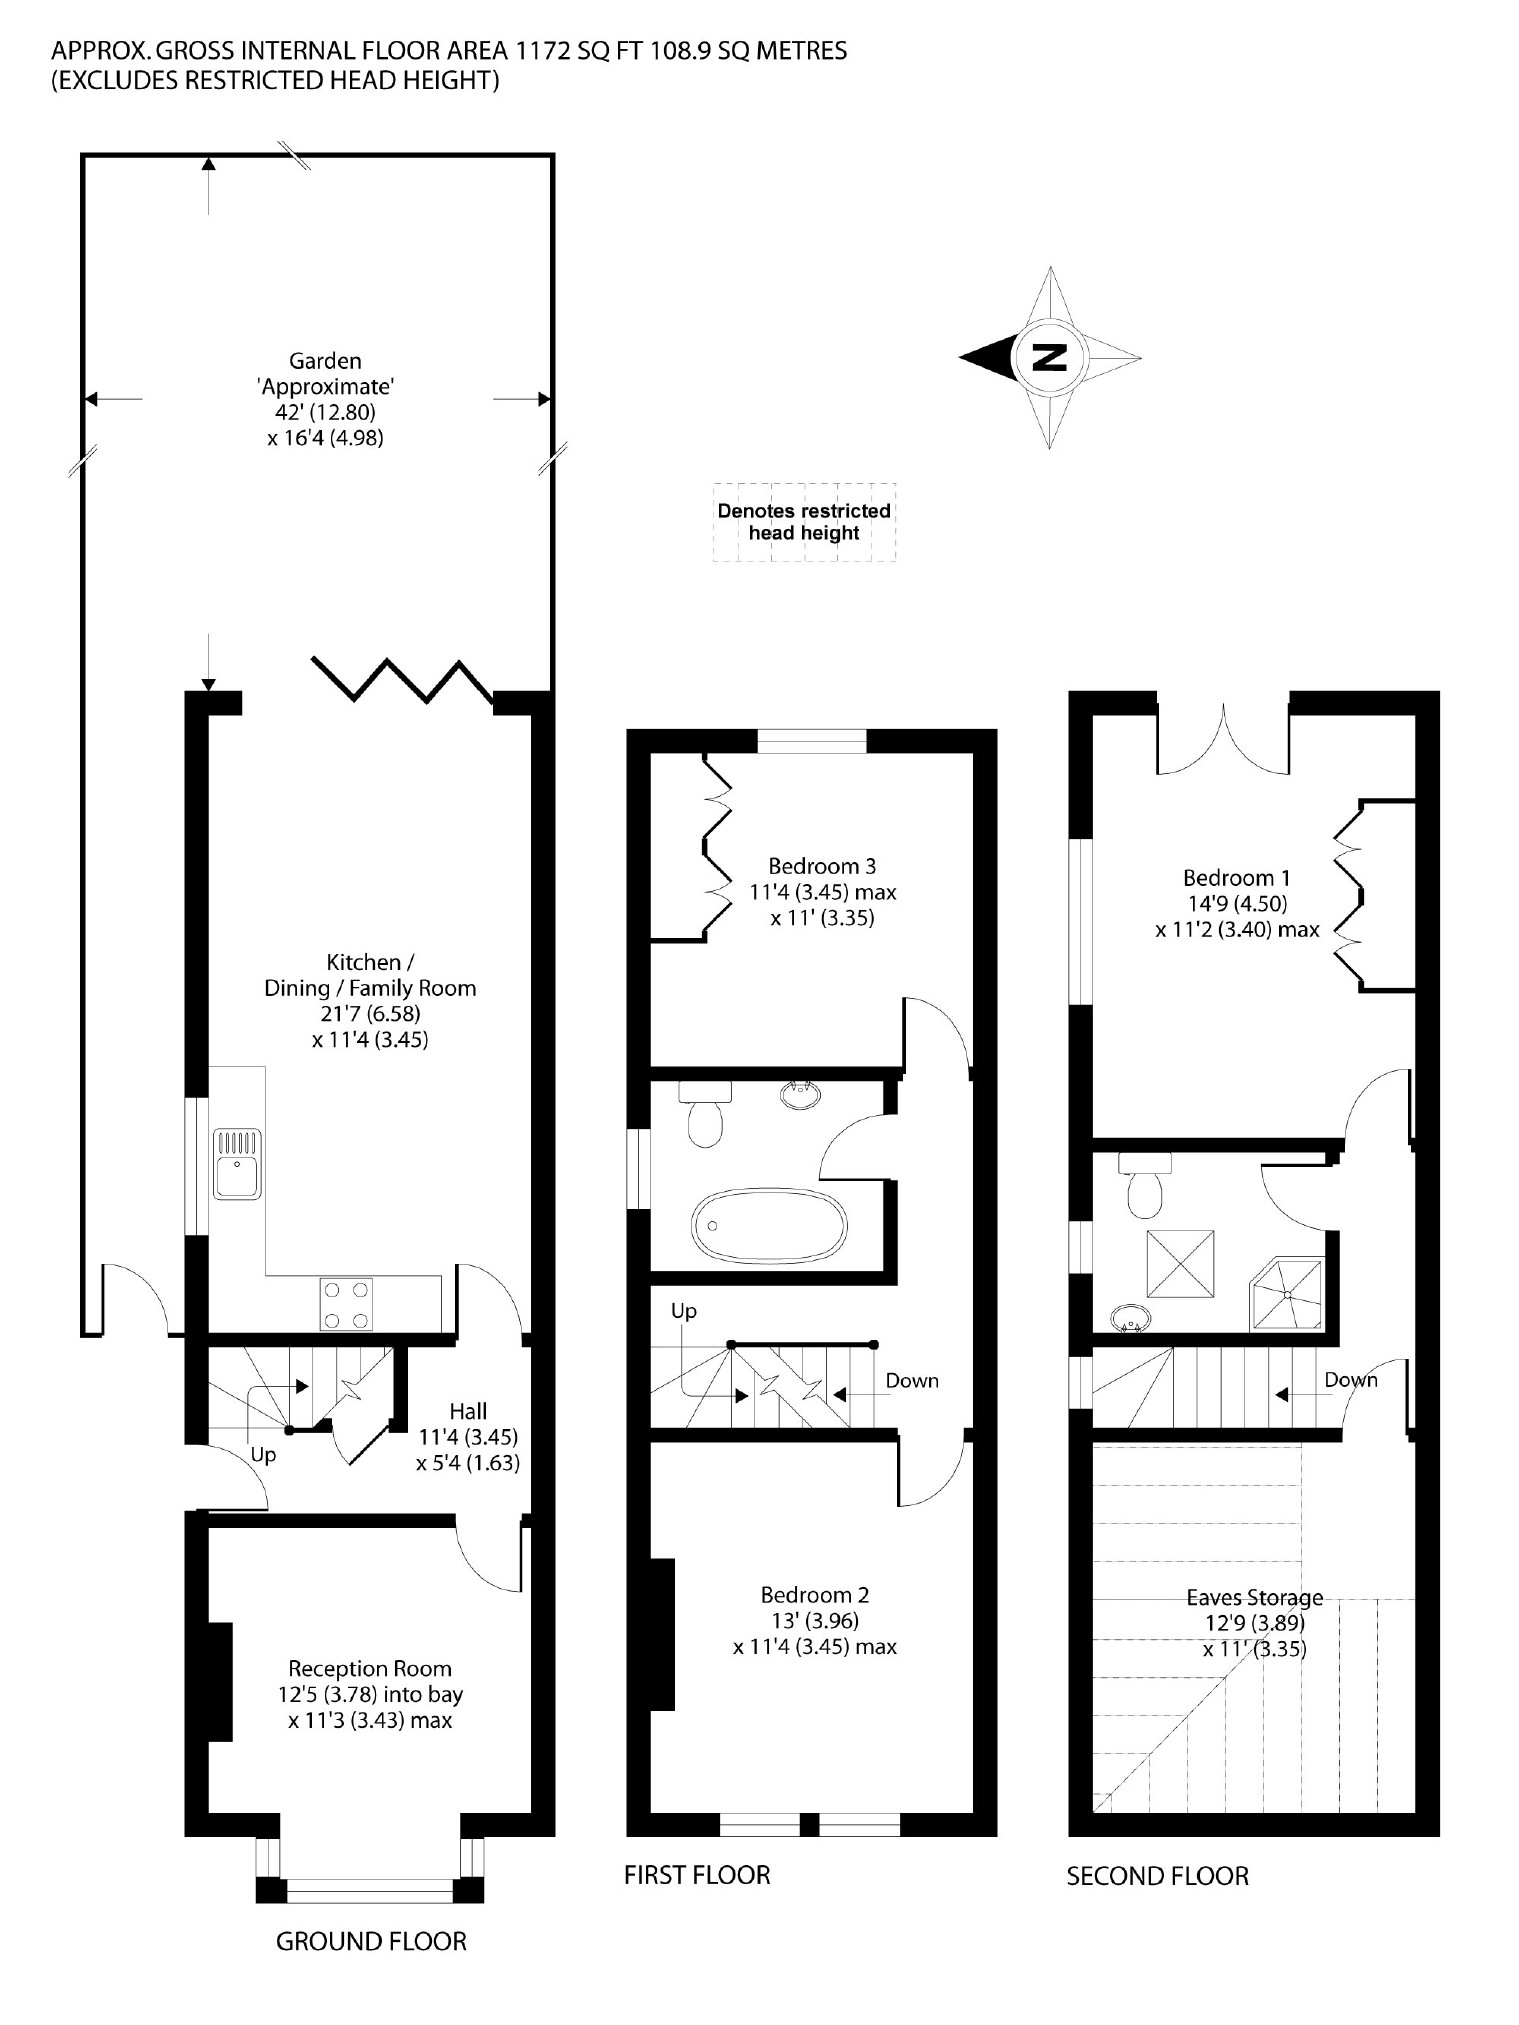 APPROX. GROSS INTERNAL FLOOR AREA 1172 SQ FT 108.9 SQ METRES
(EXCLUDES RESTRICTED HEAD HEIGHT)
Garden
'Approximate'
42' (12.80)
x 16'4 (4.98)
N
Denotes restricted
head height
Kitchen /
Dining / Family Room
21'7 (6.58)
x 11'4 (3.45)
Up
Hall
11'4 (3.45)
x 5'4 (1.63)
Reception Room
12'5 (3.78) into bay
x 11'3 (3.43) max
GROUND FLOOR
Bedroom 3
11'4 (3.45) max
x 11' (3.35)
Up
Down
Bedroom 2
13' (3.96)
x 11'4 (3.45) max
FIRST FLOOR
Bedroom 1
14'9 (4.50)
x 11'2 (3.40) max
Down
Eaves Storage
12'9 (3.89)
x 11' (3.35)
SECOND FLOOR